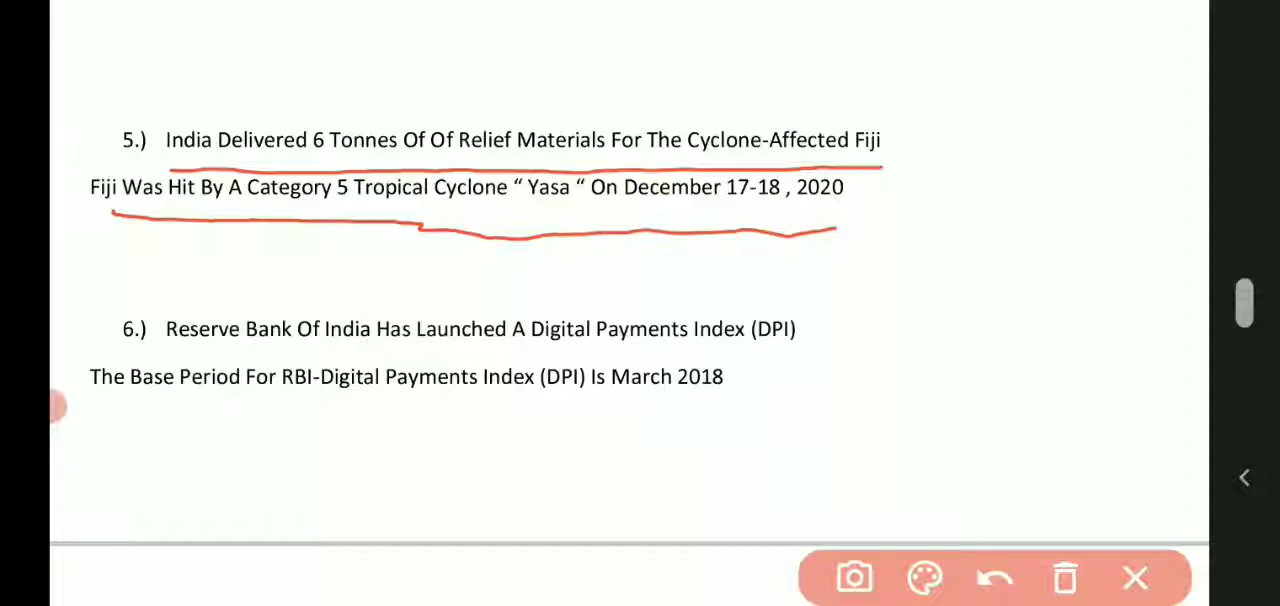 5.) India Delivered 6 Tonnes Of Of Relief Materials For The Cyclone-Affected Fiji
Fiji Was Hit By A Category 5 Tropical Cyclone “ Yasa “ On December 17-18 , 2020
6.) Reserve Bank Of India Has Launched A Digital Payments Index (DPI)
The Base Period For RBI-Digital Payments Index (DPI) Is March 2018